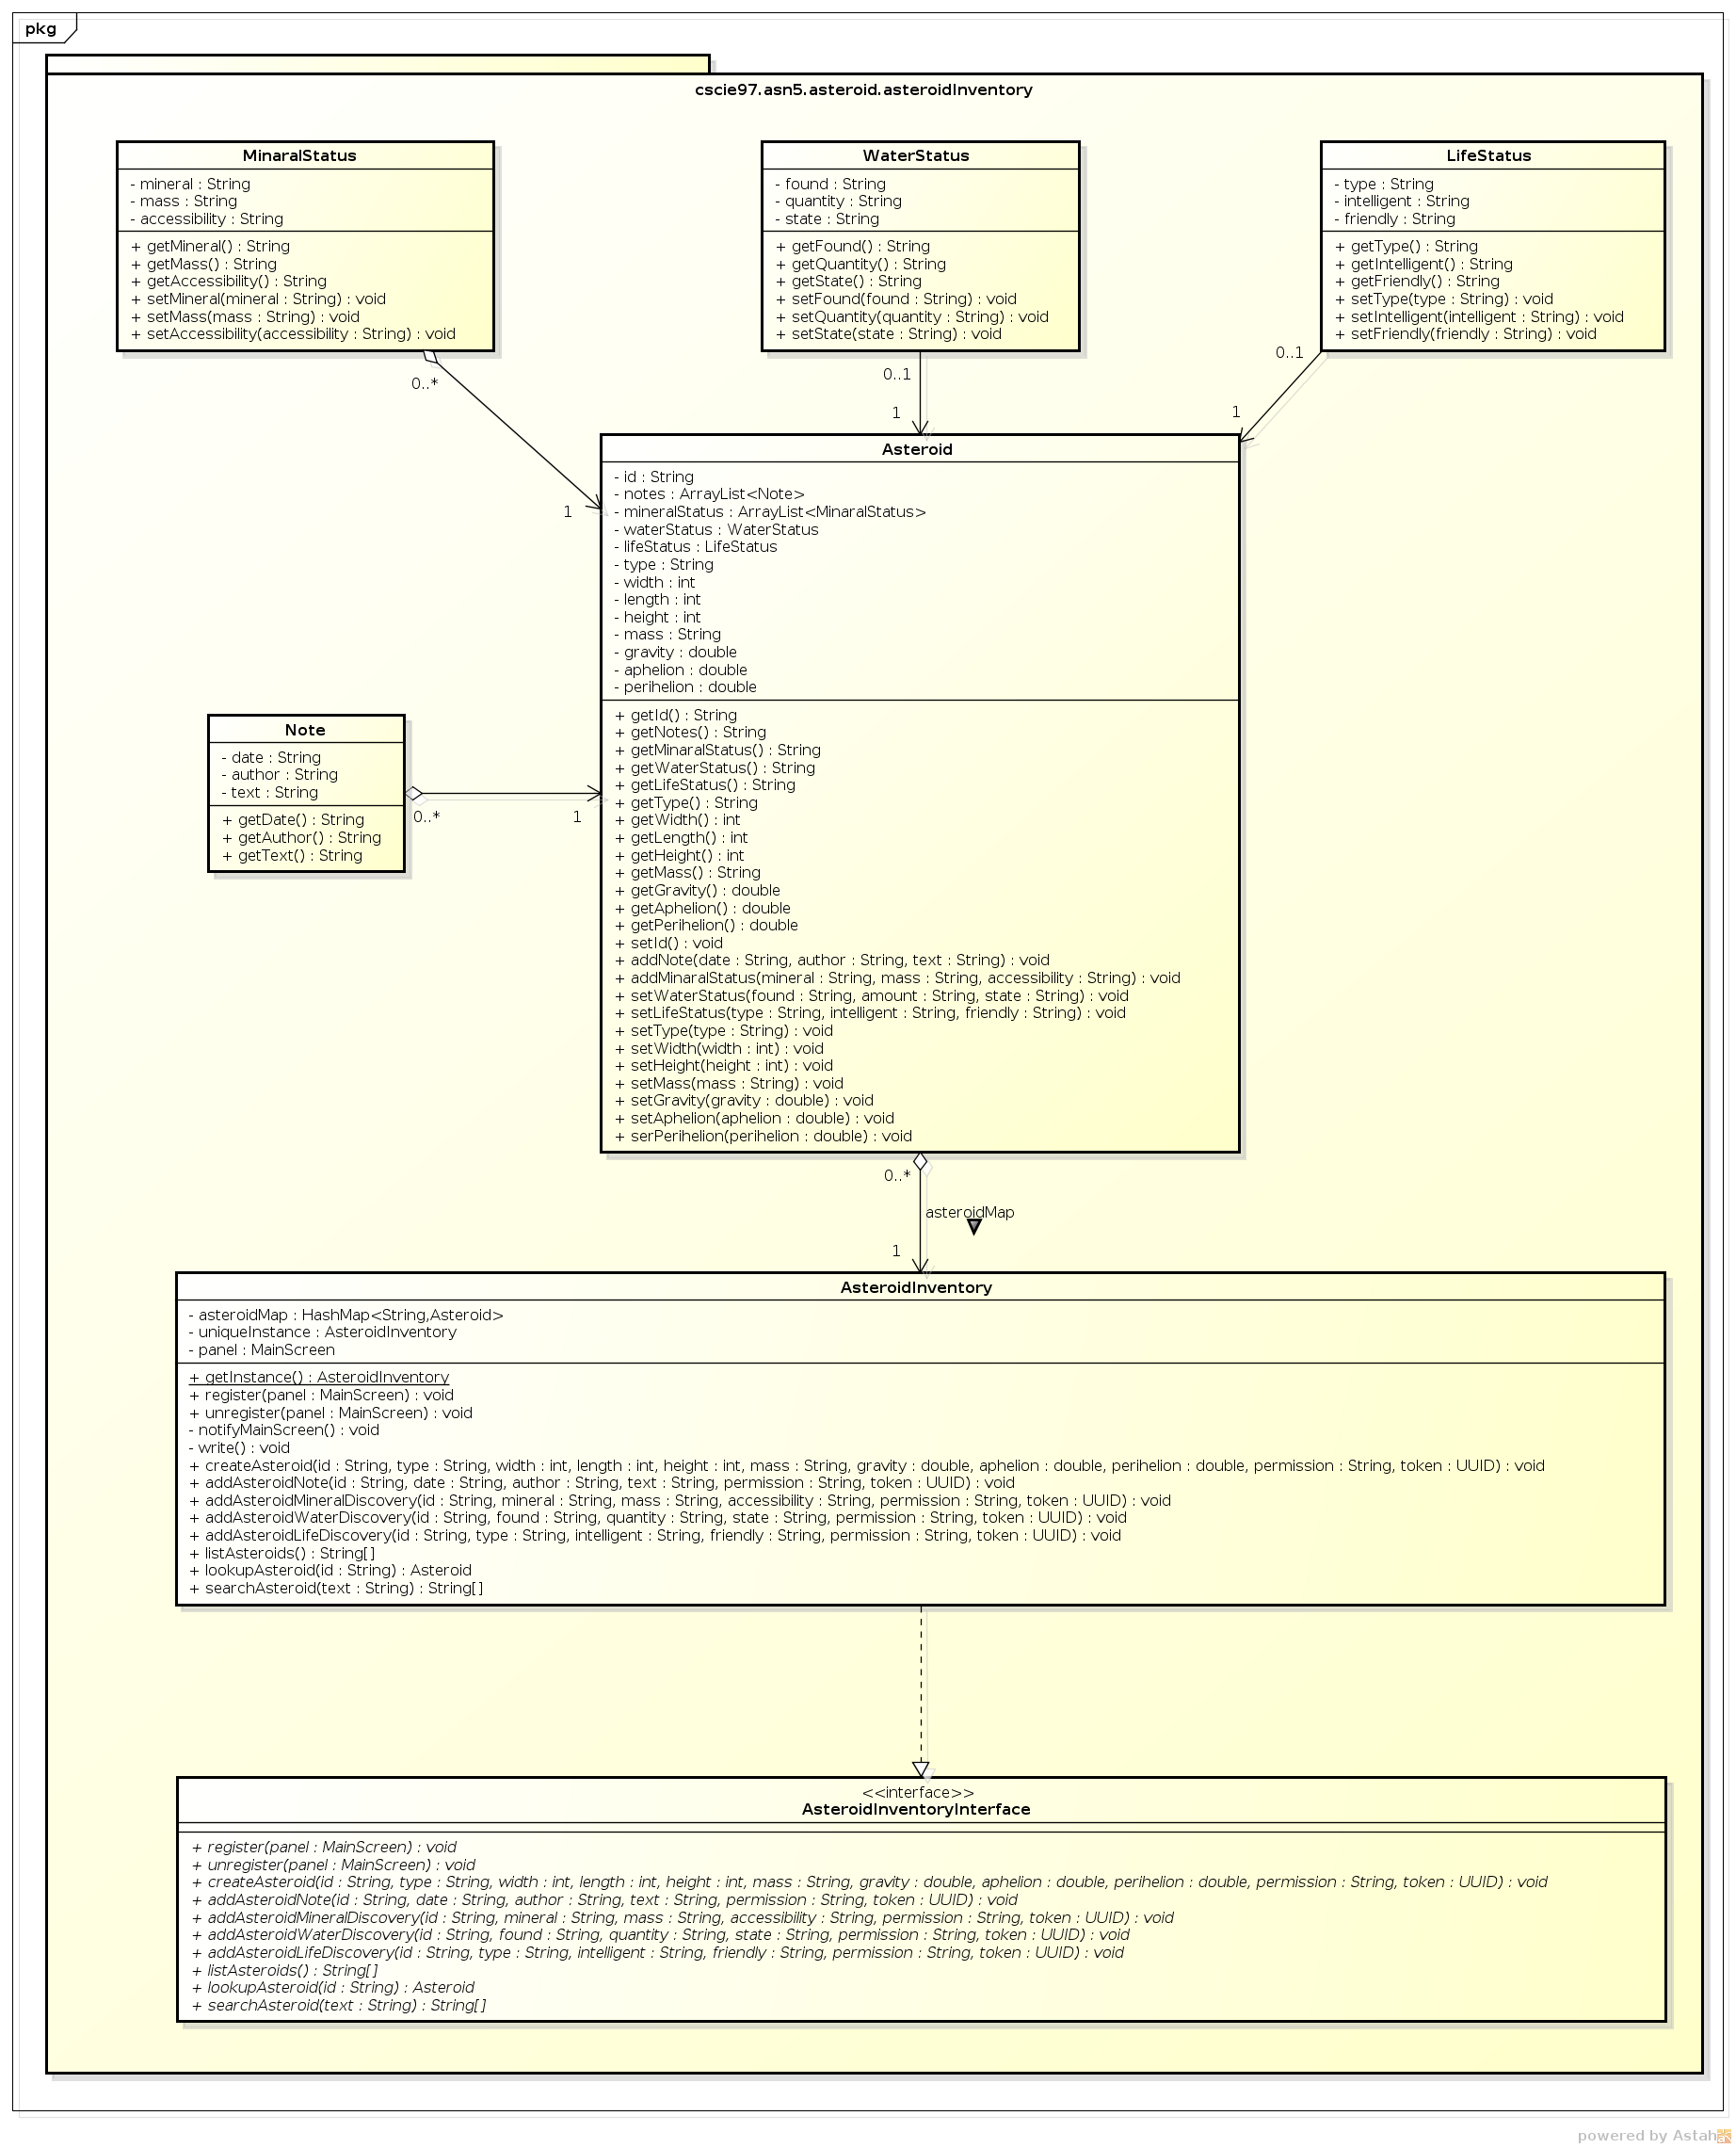 pkg
cscie97.asn5.asteroid.asteroidInventory
MinaralStatus
- mineral : String
- mass : String
- accessibility : String
+ getMineral() : String
+ getMass() : String
+ getAccessibility() : String
+ setMineral(mineral : String) : void
+ setMass(mass : String) : void
+ setAccessibility(accessibility : String) : void
WaterStatus
- found : String
- quantity : String
- state : String
+ getFound() : String
+ getQuantity() : String
+ getState() : String
+ setFound(found : String) : void
+ setQuantity(quantity : String) : void
+ setState(state : String) : void
LifeStatus
- type : String
- intelligent : String
- friendly : String
+ getType() : String
+ getIntelligent() : String
+ getFriendly() : String
+ setType(type : String) : void
+ setIntelligent(intelligent : String) : void
+ setFriendly(friendly : String) : void
0..*
1
0..1
1
0..1
1
Asteroid
- id : String
- notes : ArrayList<Note>
- mineralStatus : ArrayList<MinaralStatus>
- waterStatus : WaterStatus
- lifeStatus : LifeStatus
- type : String
- width : int
- length : int
- height : int
- mass : String
- gravity : double
- aphelion : double
- perihelion : double
+ getId() : String
+ getNotes() : String
+ getMinaralStatus() : String
+ getWaterStatus() : String
+ getLifeStatus() : String
+ getType() : String
+ getWidth() : int
+ getLength() : int
+ getHeight() : int
+ getMass() : String
+ getGravity() : double
+ getAphelion() : double
+ getPerihelion() : double
+ setId() : void
+ addNote(date : String, author : String, text : String) : void
+ addMinaralStatus(mineral : String, mass : String, accessibility : String) : void
+ setWaterStatus(found : String, amount : String, state : String) : void
+ setLifeStatus(type : String, intelligent : String, friendly : String) : void
+ setType(type : String) : void
+ setWidth(width : int) : void
+ setHeight(height : int) : void
+ setMass(mass : String) : void
+ setGravity(gravity : double) : void
+ setAphelion(aphelion : double) : void
+ serPerihelion(perihelion : double) : void
Note
- date : String
- author : String
- text : String
+ getDate() : String
+ getAuthor() : String
+ getText() : String
0..*
1
0..*
asteroidMap
1
AsteroidInventory
- asteroidMap : HashMap<String,Asteroid>
- uniqueInstance : AsteroidInventory
- panel : MainScreen
+ getInstance() : AsteroidInventory
+ register(panel : MainScreen) : void
+ unregister(panel : MainScreen) : void
- notifyMainScreen() : void
- write() : void
+ createAsteroid(id : String, type : String, width : int, length : int, height : int, mass : String, gravity : double, aphelion : double, perihelion : double, permission : String, token : UUID) : void
+ addAsteroidNote(id : String, date : String, author : String, text : String, permission : String, token : UUID) : void
+ addAsteroidMineralDiscovery(id : String, mineral : String, mass : String, accessibility : String, permission : String, token : UUID) : void
+ addAsteroidWaterDiscovery(id : String, found : String, quantity : String, state : String, permission : String, token : UUID) : void
+ addAsteroidLifeDiscovery(id : String, type : String, intelligent : String, friendly : String, permission : String, token : UUID) : void
+ listAsteroids() : String[]
+ lookupAsteroid(id : String) : Asteroid
+ searchAsteroid(text : String) : String[]
<<interface>>
AsteroidInventoryInterface
+ register(panel : MainScreen) : void
+ unregister(panel : MainScreen) : void
+ createAsteroid(id : String, type : String, width : int, length : int, height : int, mass : String, gravity : double, aphelion : double, perihelion : double, permission : String, token : UUID) : void
+ addAsteroidNote(id : String, date : String, author : String, text : String, permission : String, token : UUID) : void
+ addAsteroidMineralDiscovery(id : String, mineral : String, mass : String, accessibility : String, permission : String, token : UUID) : void
+ addAsteroidWaterDiscovery(id : String, found : String, quantity : String, state : String, permission : String, token : UUID) : void
+ addAsteroidLifeDiscovery(id : String, type : String, intelligent : String, friendly : String, permission : String, token : UUID) : void
+ listAsteroids() : String[]
+ lookupAsteroid(id : String) : Asteroid
+ searchAsteroid(text : String) : String[]
powered by Astah